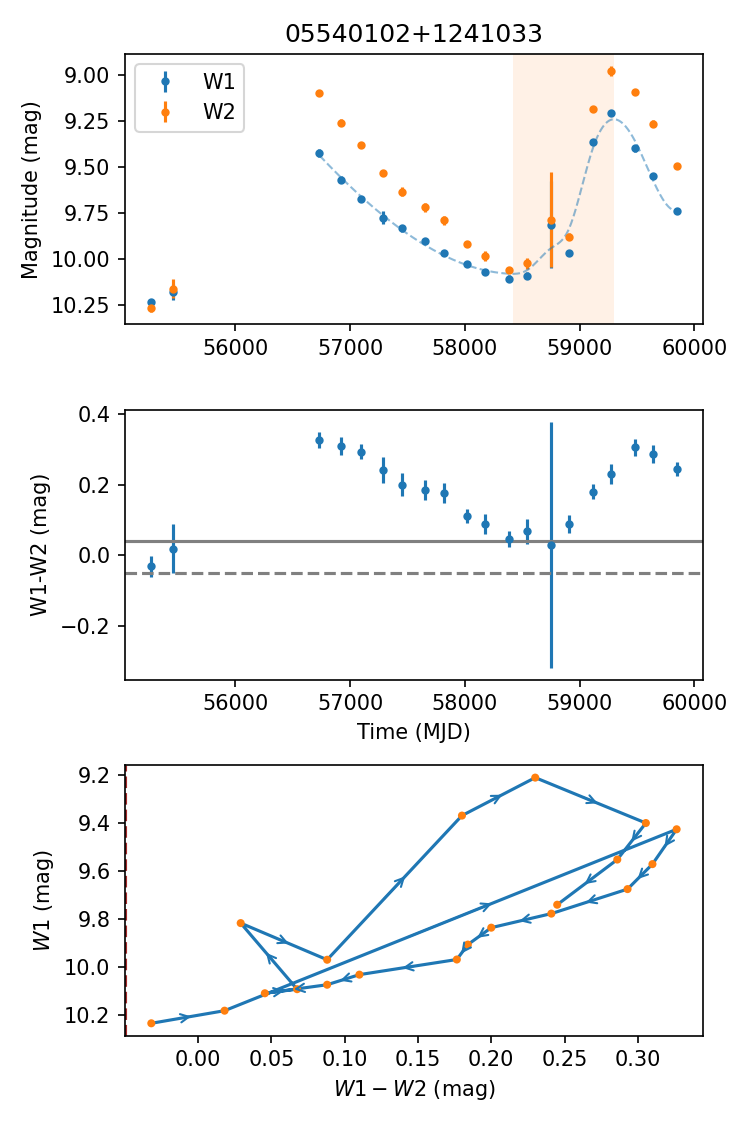 05540102+1241033
W1
W2
Magnitude (mag)
9.00
9.25
9.50
9.75
10.00
10.25
56000 57000 58000 59000 60000
W1-W2 (mag)
0.4
0.2
0.0
−0.2
56000 57000 58000 59000 60000
Time (MJD)
W1 (mag)
9.2
9.4
9.6
9.8
10.0
10.2
0.00 0.05 0.10 0.15 0.20 0.25 0.30
W1 − W2 (mag)